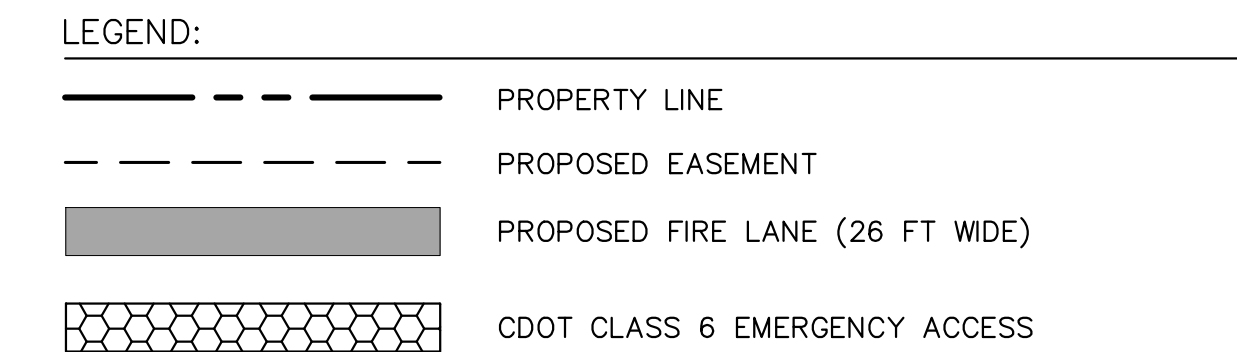 LEGEND:
PROPERTY LINE
PROPOSED EASEMENT
PROPOSED FIRE LANE (26 FT WIDE)
CDOT CLASS 6 EMERGENCY ACCESS